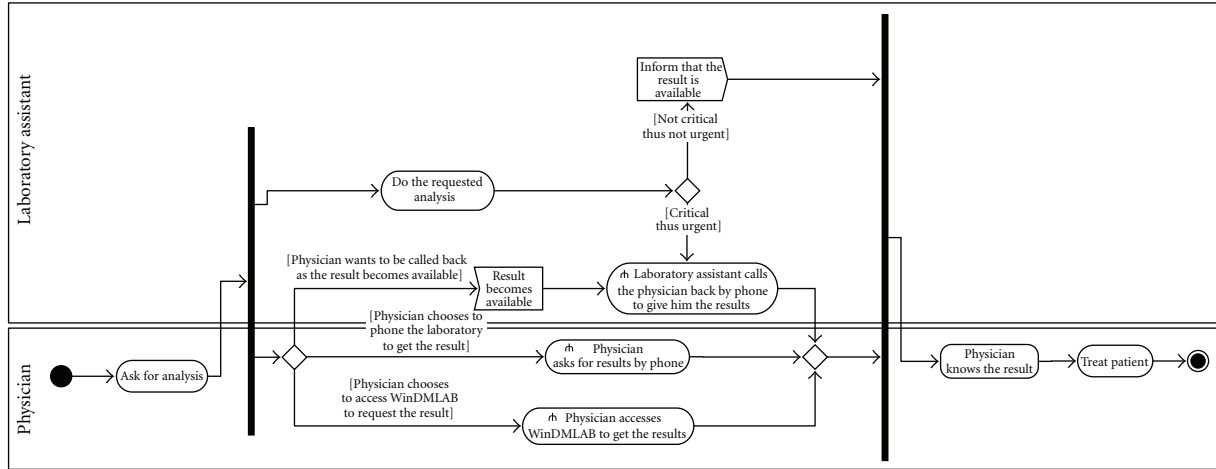 Laboratory assistant
Inform that the
result is
available
[Not critical
thus not urgent]
Do the requested
analysis
[Critical
thus urgent]
[Physician wants to be called back
as the result becomes available]
Result
becomes
available
Laboratory assistant calls
the physician back by phone
to give him the results
Physician
Ask for analysis
[Physician chooses to
phone the laboratory
to get the result]
Physician
asks for results by phone
[Physician chooses
to access WinDMLAB
to request the result]
Physician accesses
WinDMLAB to get the results
Physician
knows the result
Treat patient